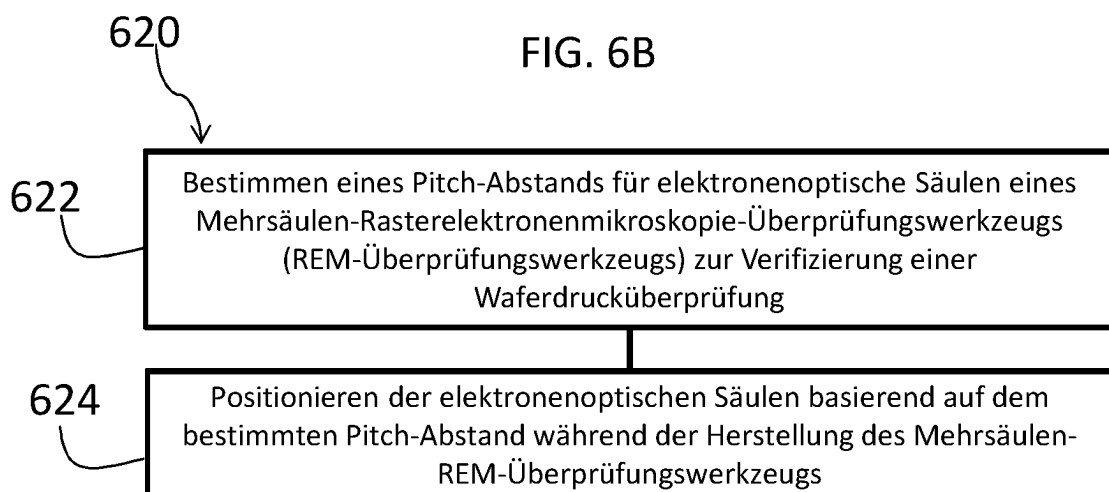 620
FIG. 6B
622
Bestimmen eines Pitch-Abstands für elektronenoptische Säulen eines
Mehrsäulen-Rasterelektronenmikroskopie-Überprüfungswerkzeugs
(REM-Überprüfungswerkzeugs) zur Verifizierung einer
Waferdrucküberprüfung
624
Positionieren der elektronenoptischen Säulen basierend auf dem
bestimmten Pitch-Abstand während der Herstellung des Mehrsäulen-
REM-Überprüfungswerkzeugs